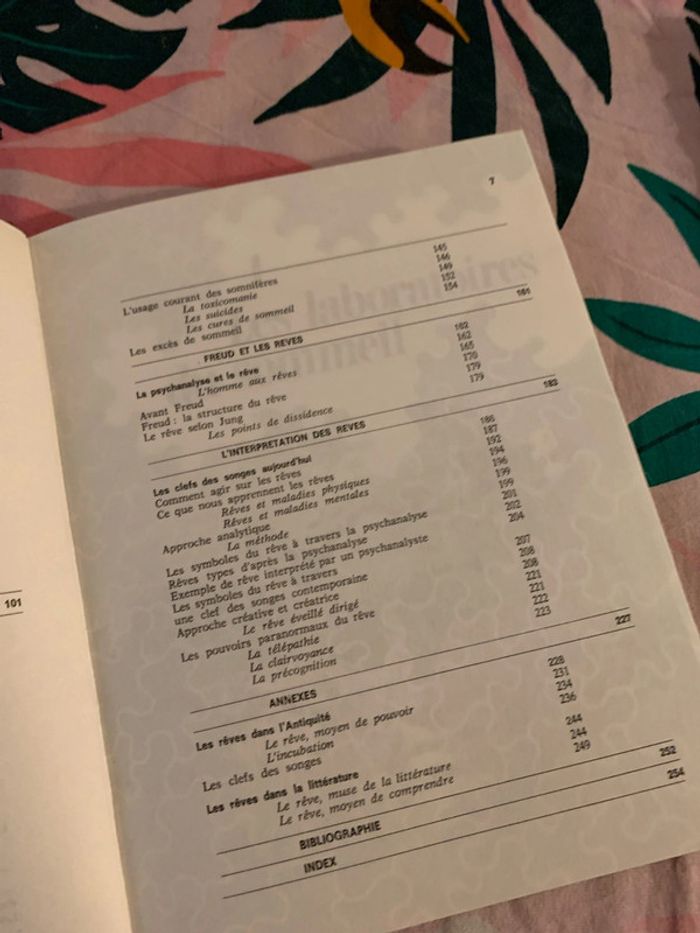 101
7
L'usage courant des somnifères 145
La toxicomanie 146
Les suicides 149
Les cures de sommeil 152
Les excès de sommeil 154
FREUD ET LES REVES 161
La psychanalyse et le rêve 162
L'homme aux rêves 162
Avant Freud 165
Freud : la structure du rêve 170
Le rêve selon Jung 179
Les points de dissidence 179
L'INTERPRETATION DES REVES 183
Les clefs des songes aujourd'hui 186
Comment agir sur les rêves 187
Ce que nous apprennent les rêves 192
Rêves et maladies physiques 194
Rêves et maladies mentales 196
Approche analytique 199
La méthode 199
Les symboles du rêve à travers la psychanalyse 201
Rêves types d'après la psychanalyse 202
Exemple de rêve interprété par un psychanalyste 204
Les symboles du rêve à travers
une clef des songes contemporaine 207
Approche créative et créatrice 208
Le rêve éveillé dirigé 208
Les pouvoirs paranormaux du rêve 221
La télépathie 221
La clairvoyance 222
La précognition 223
ANNEXES 227
Les rêves dans l'Antiquité 228
Le rêve, moyen de pouvoir 231
L'incubation 234
Les clefs des songes 236
Les rêves dans la littérature 244
Le rêve, muse de la littérature 244
Le rêve, moyen de comprendre 249
BIBLIOGRAPHIE 252
INDEX 254